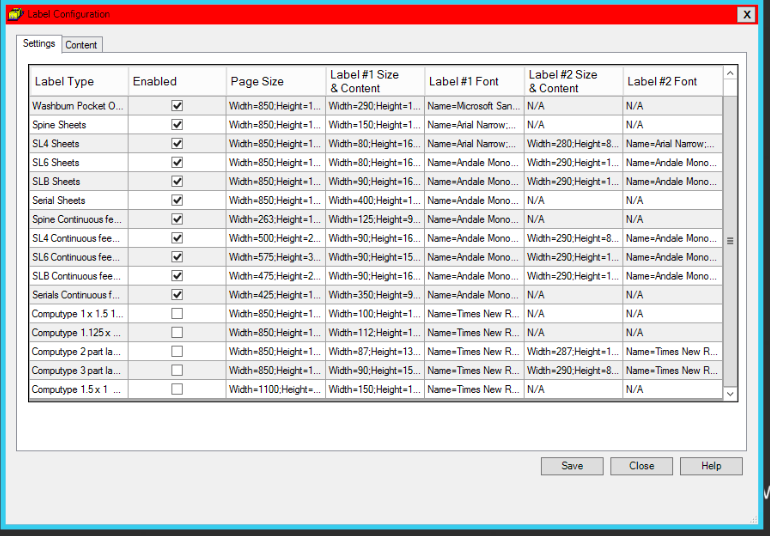 Label Configuration
X
Settings
Content
Label Type Enabled Page Size Label #1 Size & Content Label #1 Font Label #2 Size & Content Label #2 Font
Washburn Pocket O... Width=850;Height=1... Width=290;Height=1... Name=Microsoft San... N/A N/A
Spine Sheets Width=850;Height=1... Width=150;Height=1... Name=Arial Narrow;... N/A N/A
SL4 Sheets Width=850;Height=1... Width=80;Height=16... Name=Arial Narrow;... Width=280;Height=8... Name=Arial Narrow;...
SL6 Sheets Width=850;Height=1... Width=80;Height=16... Name=Andale Mono... Width=290;Height=1... Name=Andale Mono...
SLB Sheets Width=850;Height=1... Width=90;Height=16... Name=Andale Mono... Width=290;Height=1... Name=Andale Mono...
Serial Sheets Width=850;Height=1... Width=400;Height=1... Name=Andale Mono... N/A N/A
Spine Continuous fe... Width=263;Height=1... Width=125;Height=9... Name=Andale Mono... N/A N/A
SL4 Continuous fee... Width=500;Height=2... Width=90;Height=16... Name=Andale Mono... Width=290;Height=8... Name=Andale Mono...
SL6 Continuous fee... Width=575;Height=3... Width=90;Height=15... Name=Andale Mono... Width=290;Height=1... Name=Andale Mono...
SLB Continuous fee... Width=475;Height=2... Width=90;Height=16... Name=Andale Mono... Width=290;Height=1... Name=Andale Mono...
Serials Continuous f... Width=425;Height=1... Width=350;Height=9... Name=Andale Mono... N/A N/A
Computype 1 x 1.5 1... Width=850;Height=1... Width=100;Height=1... Name=Times New R... N/A N/A
Computype 1.125 x ... Width=850;Height=1... Width=112;Height=1... Name=Times New R... N/A N/A
Computype 2 part la... Width=850;Height=1... Width=87;Height=13... Name=Times New R... Width=287;Height=1... Name=Times New R...
Computype 3 part la... Width=850;Height=1... Width=90;Height=15... Name=Times New R... Width=290;Height=8... Name=Times New R...
Computype 1.5 x 1 ... Width=1100;Height=... Width=150;Height=1... Name=Times New R... N/A N/A
Save
Close
Help